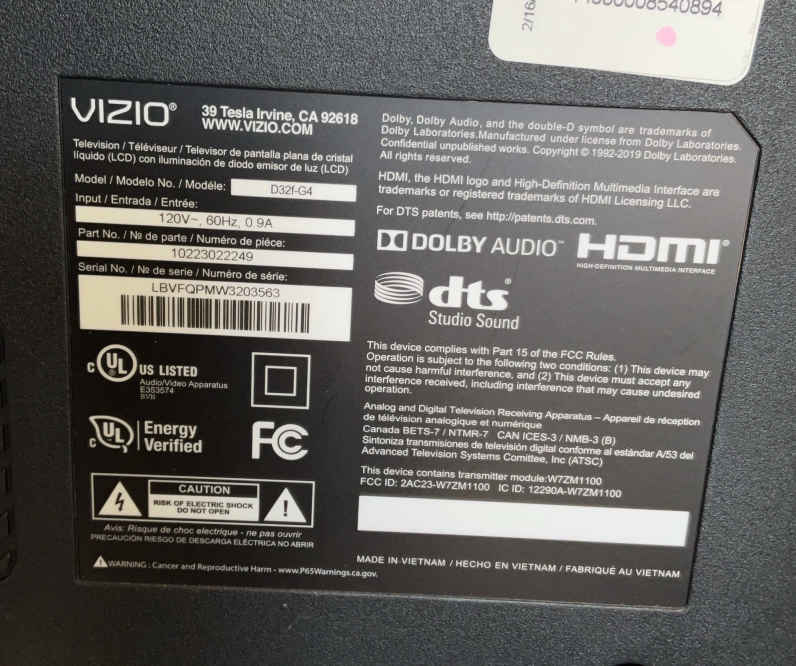 2/16
14380008540894
VIZIO®
39 Tesla Irvine, CA 92618
WWW.VIZIO.COM
Television / Téléviseur / Televisor de pantalla plana de cristal
líquido (LCD) con iluminación de diodo emisor de luz (LCD)
Model / Modelo No. / Modéle:
D32f-G4
Input / Entrada / Entrée:
120V~, 60Hz, 0.9A
Part No. / № de parte / Numéro de piéce:
10223022249
Serial No. / № de serie / Numéro de série:
LBVFQPMW3203563
C UL US LISTED
Audio/Video Apparatus
E353574
BVB
C UL Energy
Verified
FC
CAUTION
RISK OF ELECTRIC SHOCK
DO NOT OPEN
Avis: Risque de choc electrique - ne pas ouvrir
PRECAUCIÓN RIESGO DE DESCARGA ELÉCTRICA NO ABRIR
WARNING : Cancer and Reproductive Harm - www.P65Warnings.ca.gov.
Dolby, Dolby Audio, and the double-D symbol are trademarks of
Dolby Laboratories.Manufactured under license from Dolby Laboratories.
Confidential unpublished works. Copyright © 1992-2019 Dolby Laboratories.
All rights reserved.
HDMI, the HDMI logo and High-Definition Multimedia Interface are
trademarks or registered trademarks of HDMI Licensing LLC.
For DTS patents, see http://patents.dts.com.
DOLBY AUDIO™
HDMI®
HIGH-DEFINITION MULTIMEDIA INTERFACE
dts®
Studio Sound
This device complies with Part 15 of the FCC Rules.
Operation is subject to the following two conditions: (1) This device may
not cause harmful interference, and (2) This device must accept any
interference received, including interference that may cause undesired
operation.
Analog and Digital Television Receiving Apparatus – Appareil de réception
de télévision analogique et numérique
Canada BETS-7 / NTMR-7 CAN ICES-3 / NMB-3 (B)
Sintoniza transmisiones de televisión digital conforme al estándar A/53 del
Advanced Television Systems Comittee, Inc (ATSC)
This device contains transmitter module:W7ZM1100
FCC ID: 2AC23-W7ZM1100 IC ID: 12290A-W7ZM1100
MADE IN VIETNAM / HECHO EN VIETNAM / FABRIQUÉ AU VIETNAM